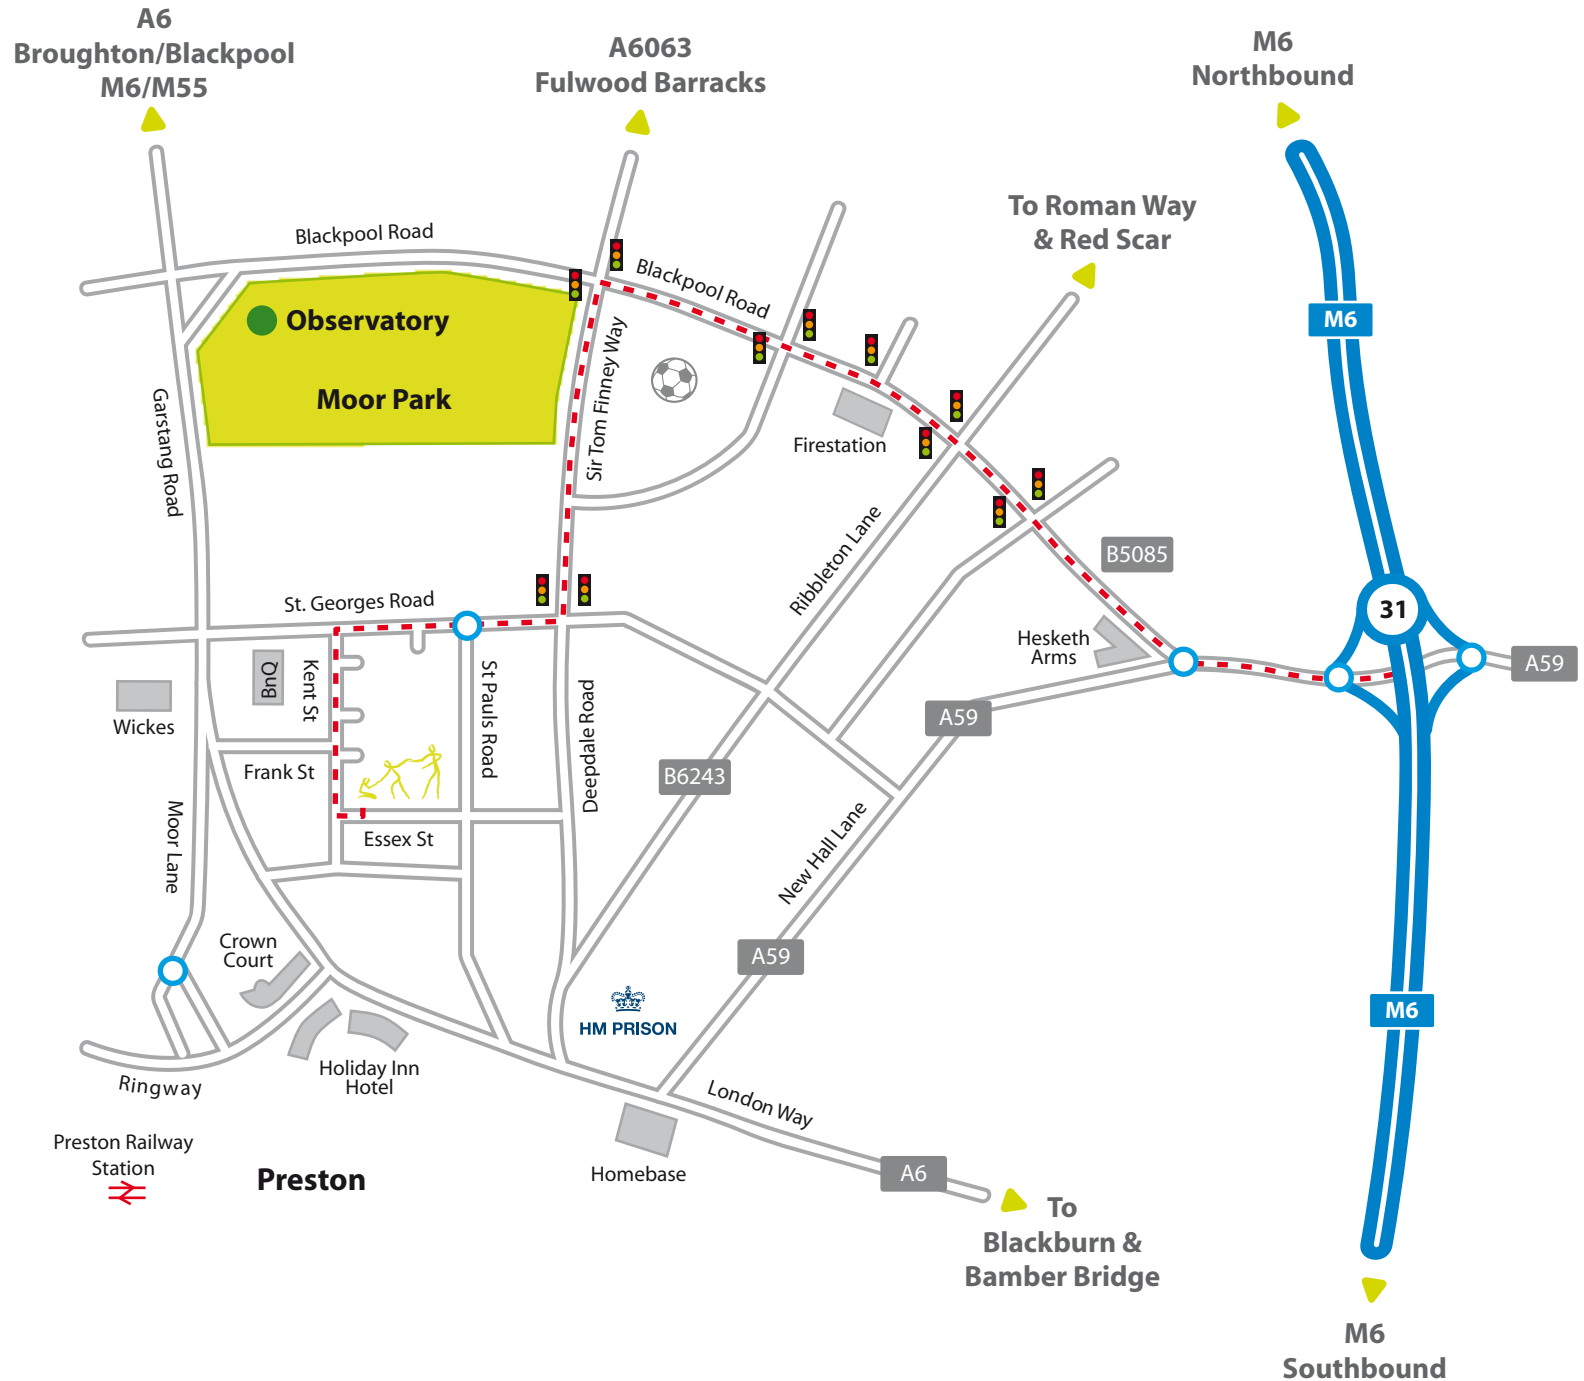 A6
Broughton/Blackpool
M6/M55
A6063
Fulwood Barracks
M6
Northbound
To Roman Way
& Red Scar
Blackpool Road
Blackpool Road
Observatory
Moor Park
M6
Sir Tom Finney Way
Garstang Road
Firestation
Ribbleton Lane
B5085
St. Georges Road
31
Hesketh
Arms
A59
BnQ
Kent St
St Pauls Road
Deepdale Road
Wickes
A59
Frank St
B6243
Moor Lane
Essex St
New Hall Lane
Crown
Court
A59
M6
HM PRISON
Holiday Inn
Hotel
Ringway
London Way
Preston Railway
Station
Preston
Homebase
A6
To
Blackburn &
Bamber Bridge
M6
Southbound